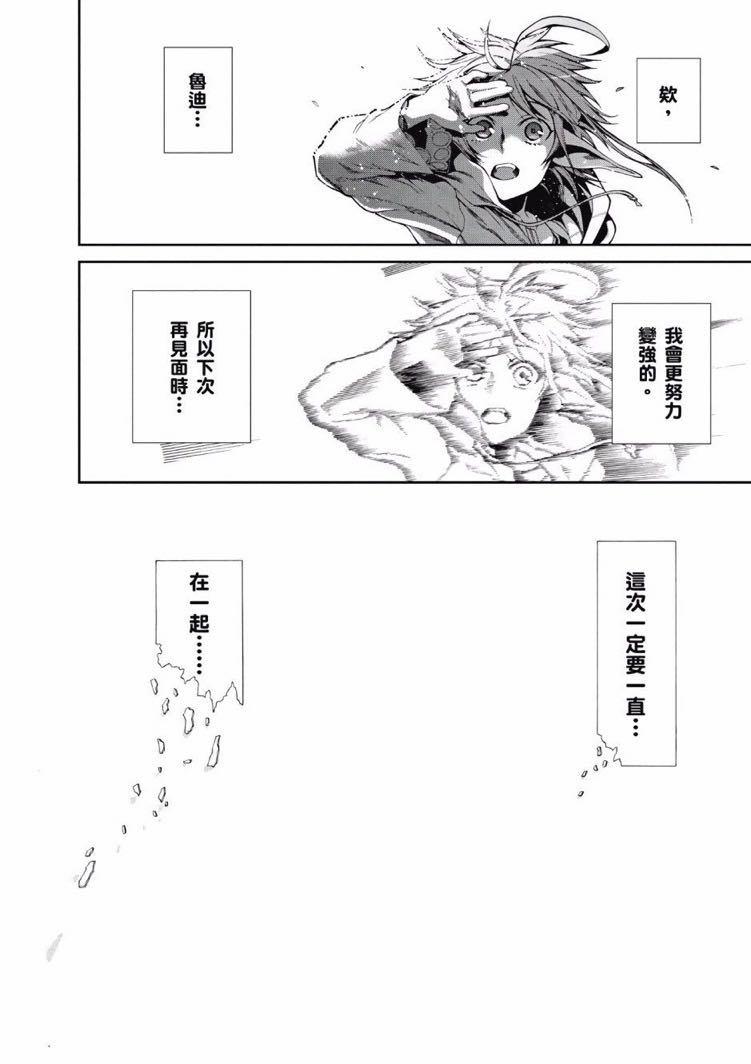 欸，
魯迪…
我會更努力
變強的。
所以下次
再見面時…
這次一定要一直…
在一起……